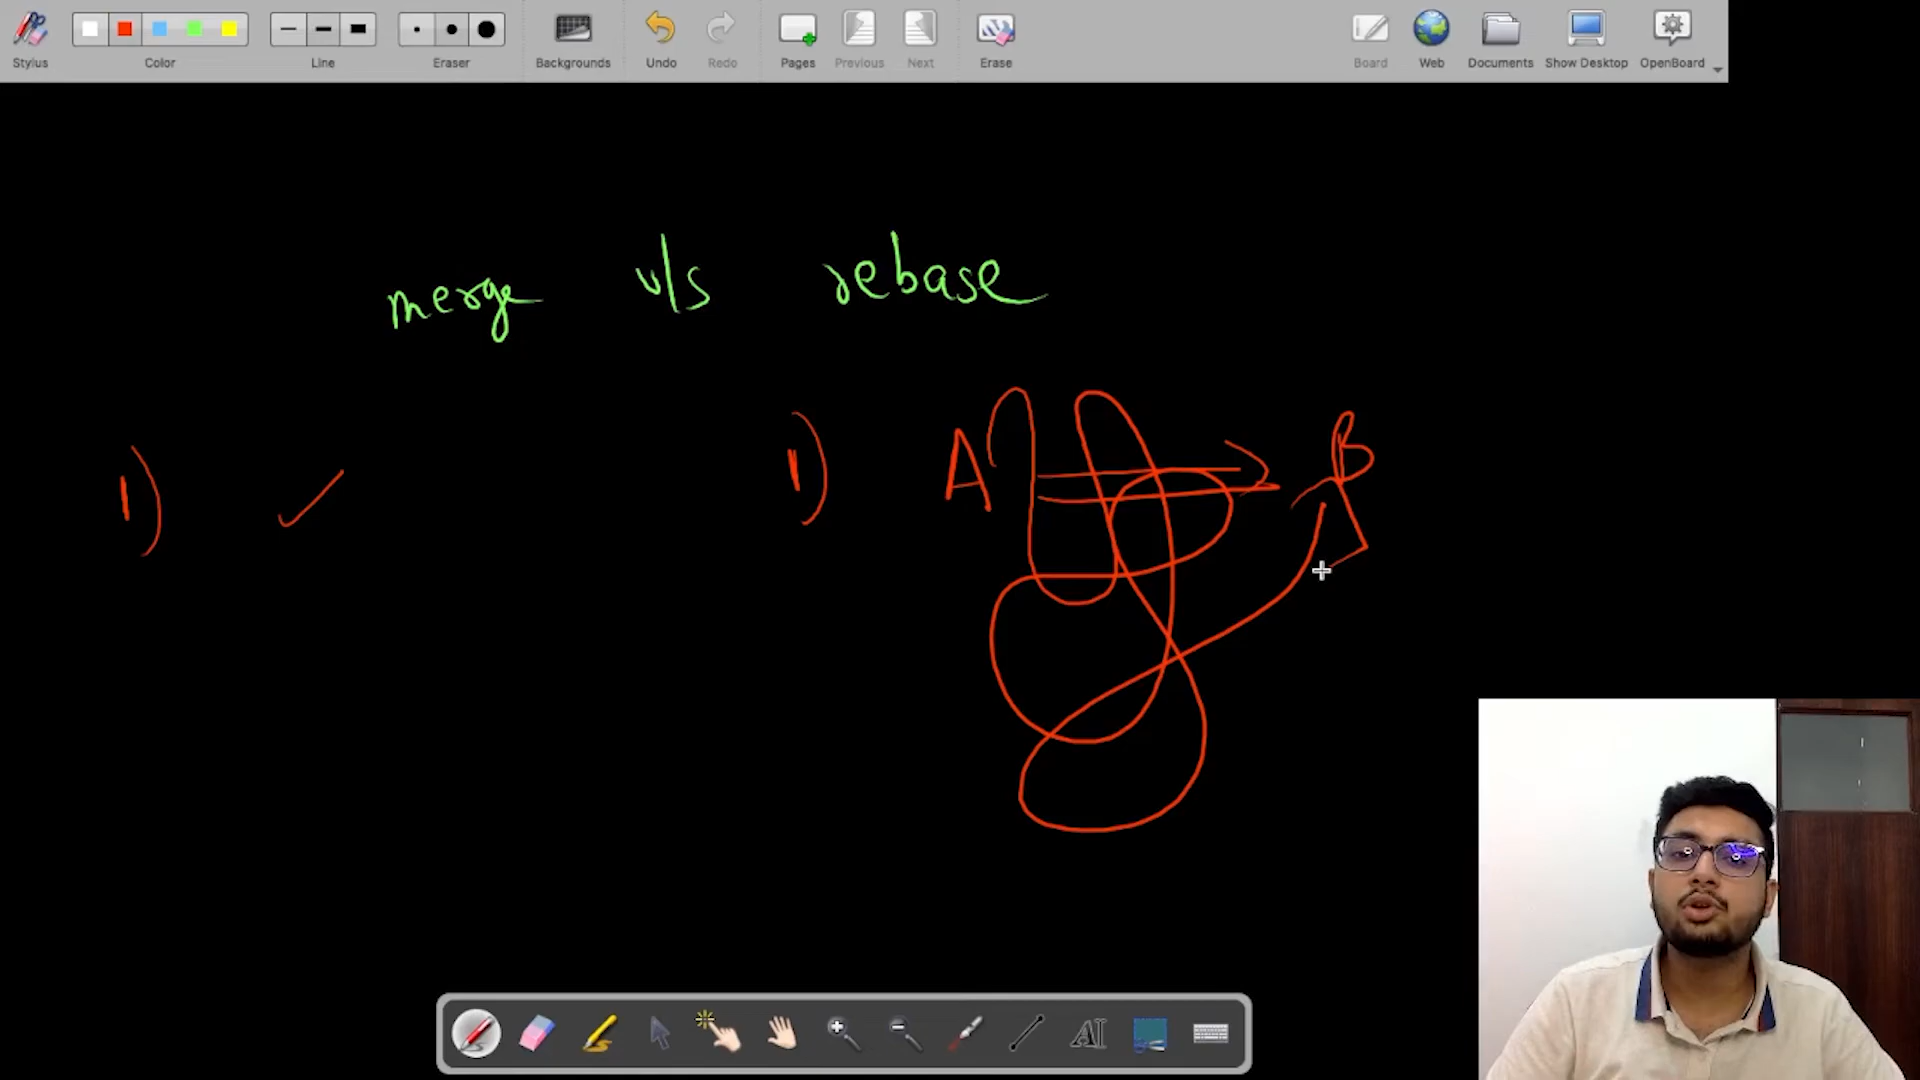 Stylus Color Line Eraser Backgrounds Undo Redo Pages Previous Next Erase Board Web Documents Show Desktop OpenBoard
merge v/s rebase
1) 1) A B
AI